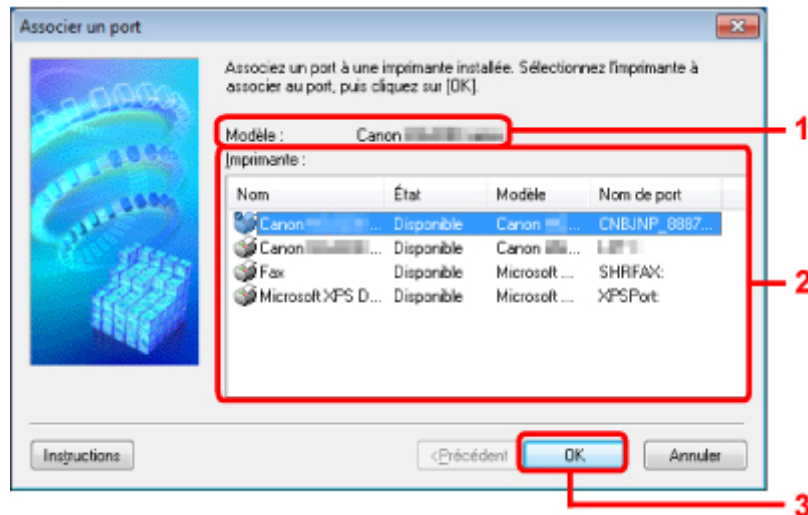 Associer un port
Associez un port à une imprimante installée. Sélectionnez l'imprimante à
associer au port, puis cliquez sur [OK].
Modèle : Canon
1
Imprimante :
Nom État Modèle Nom de port
Canon ... Disponible Canon ... CNBJNP_8887...
Canon ... Disponible Canon ...
Fax Disponible Microsoft ... SHRFAX:
Microsoft XPS D... Disponible Microsoft ... XPSPort:
2
Instructions <Précédent OK Annuler
3